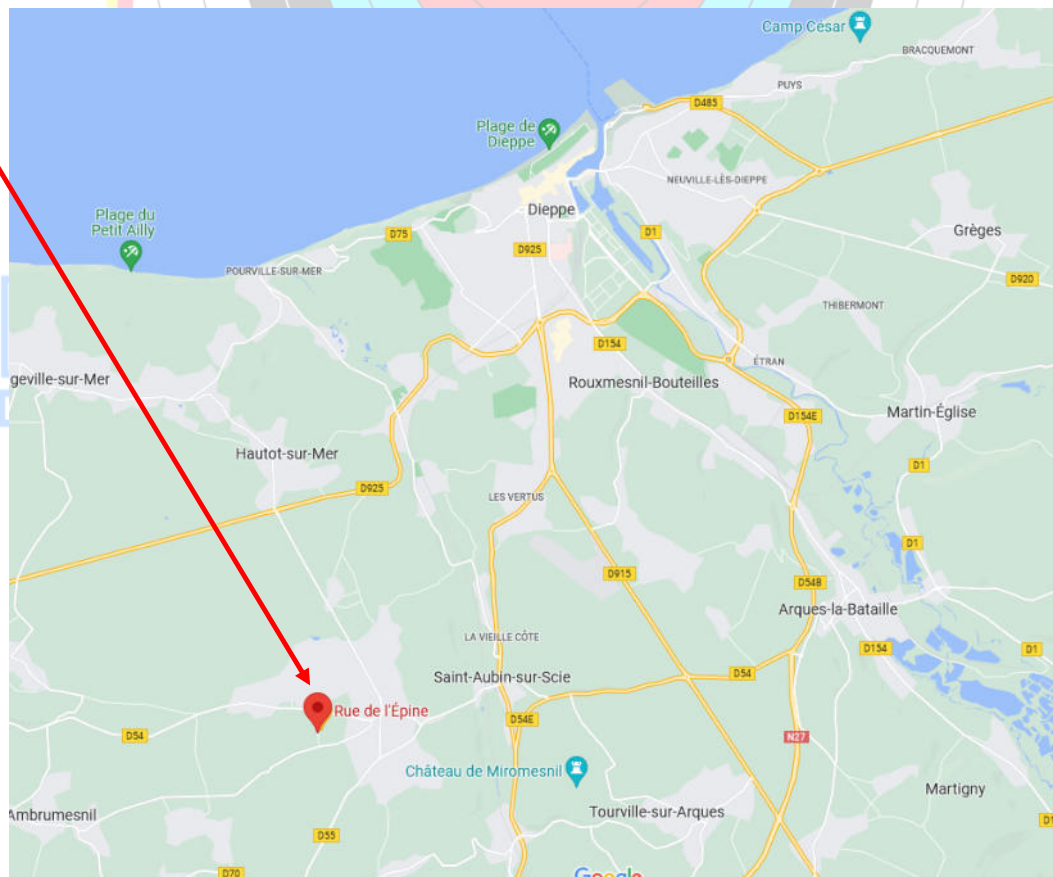 Camp César
BRACQUEMONT
PUYS
D485
Plage de
Dieppe
NEUVILLE-LÈS-DIEPPE
Dieppe
Plage du
Petit Ailly
D75
D1
D925
Grèges
POURVILLE-SUR-MER
D920
THIBERMONT
D154
ÉTRAN
geville-sur-Mer
Rouxmesnil-Bouteilles
D154E
Martin-Église
Hautot-sur-Mer
D1
D925
LES VERTUS
D1
D915
D54B
Arques-la-Bataille
LA VIEILLE CÔTE
D154
D1
Saint-Aubin-sur-Scie
D54
Rue de l'Épine
D54E
D54
N27
Château de Miromesnil
Martigny
Ambrumesnil
Tourville-sur-Arques
D1
D55
D70
Google